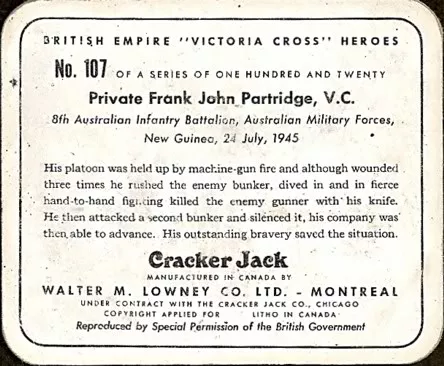 BRITISH EMPIRE "VICTORIA CROSS" HEROES
No. 107 OF A SERIES OF ONE HUNDRED AND TWENTY
Private Frank John Partridge, V.C.
8th Australian Infantry Battalion, Australian Military Forces,
New Guinea, 24 July, 1945
His platoon was held up by machine-gun fire and although wounded
three times he rushed the enemy bunker, dived in and in fierce
hand-to-hand fighting killed the enemy gunner with his knife.
He then attacked a second bunker and silenced it, his company was
then able to advance. His outstanding bravery saved the situation.
Cracker Jack
MANUFACTURED IN CANADA BY
WALTER M. LOWNEY CO. LTD. - MONTREAL
UNDER CONTRACT WITH THE CRACKER JACK CO., CHICAGO
COPYRIGHT APPLIED FOR LITHO IN CANADA
Reproduced by Special Permission of the British Government